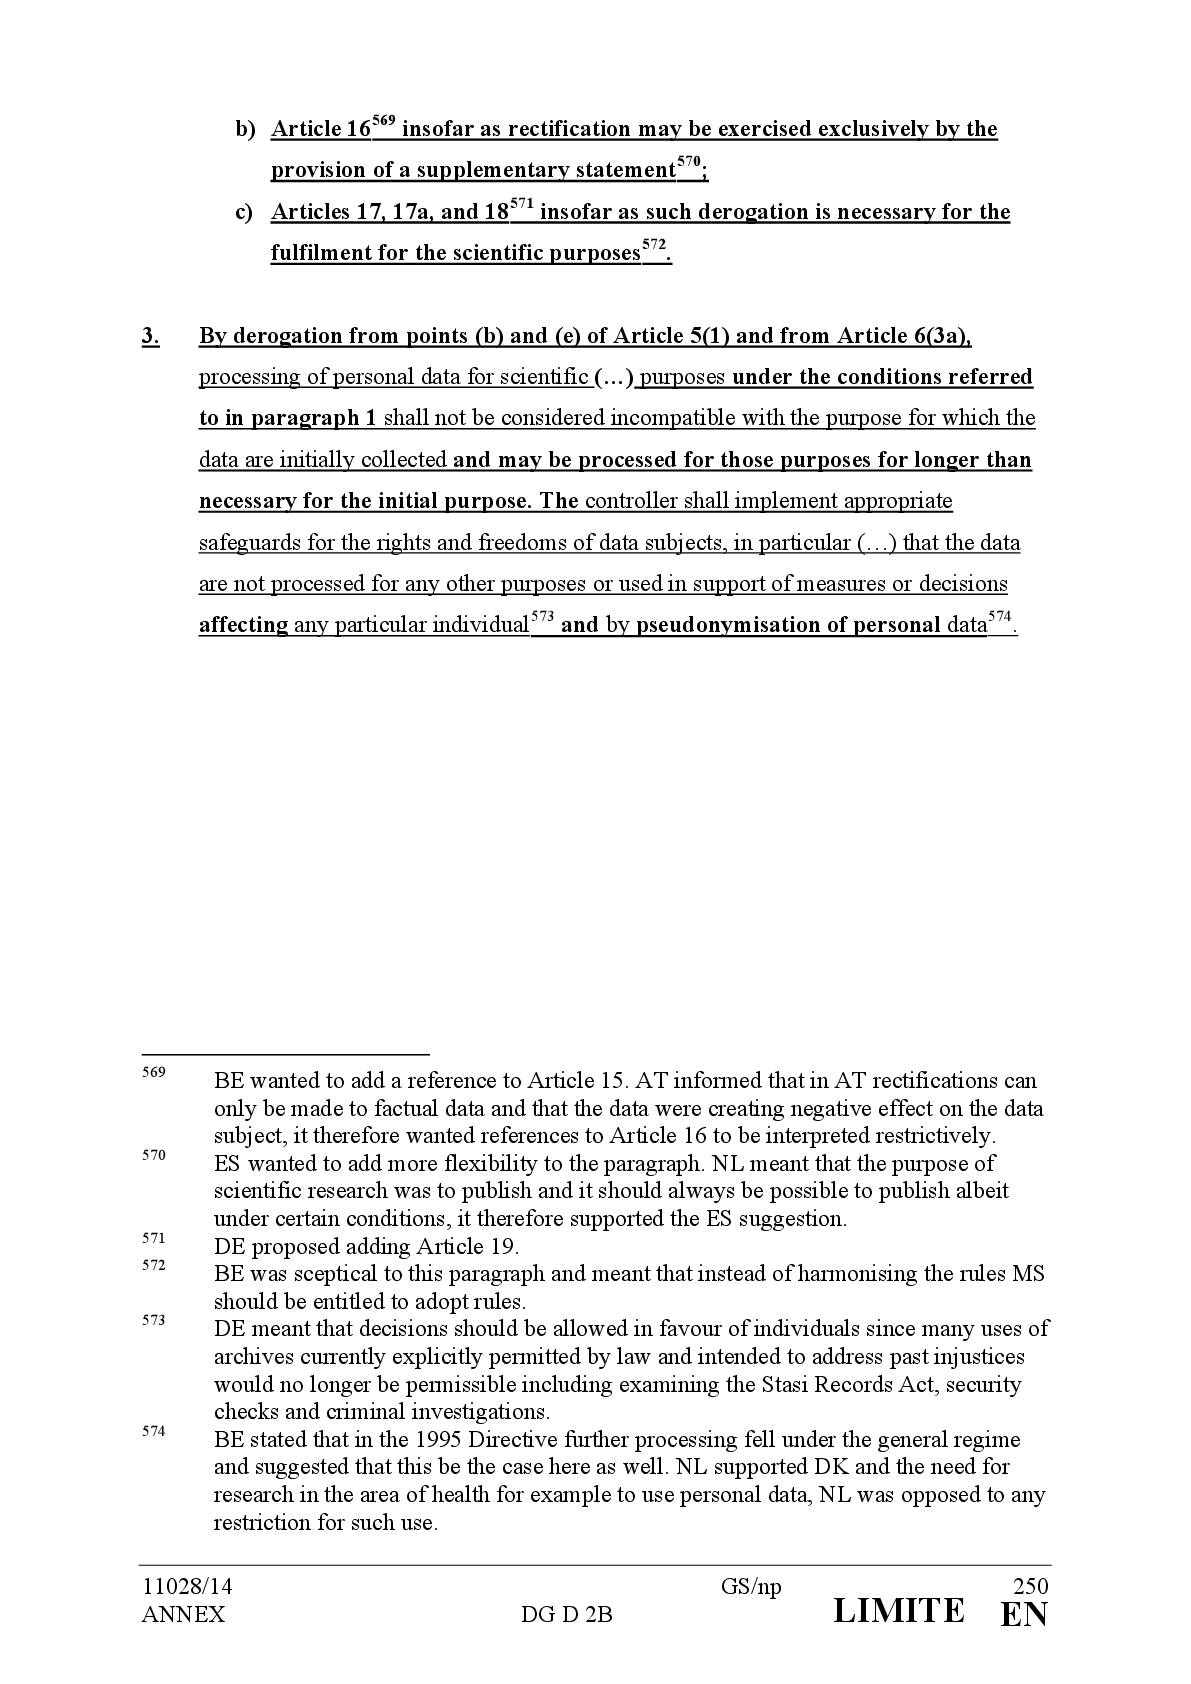 b) Article 16569 insofar as rectification may be exercised exclusively by the
provision of a supplementary statement570;
c) Articles 17, 17a, and 18571 insofar as such derogation is necessary for the
fulfilment for the scientific purposes572.
3. By derogation from points (b) and (e) of Article 5(1) and from Article 6(3a),
processing of personal data for scientific (…) purposes under the conditions referred
to in paragraph 1 shall not be considered incompatible with the purpose for which the
data are initially collected and may be processed for those purposes for longer than
necessary for the initial purpose. The controller shall implement appropriate
safeguards for the rights and freedoms of data subjects, in particular (…) that the data
are not processed for any other purposes or used in support of measures or decisions
affecting any particular individual573 and by pseudonymisation of personal data574.
569 BE wanted to add a reference to Article 15. AT informed that in AT rectifications can
only be made to factual data and that the data were creating negative effect on the data
subject, it therefore wanted references to Article 16 to be interpreted restrictively.
570 ES wanted to add more flexibility to the paragraph. NL meant that the purpose of
scientific research was to publish and it should always be possible to publish albeit
under certain conditions, it therefore supported the ES suggestion.
571 DE proposed adding Article 19.
572 BE was sceptical to this paragraph and meant that instead of harmonising the rules MS
should be entitled to adopt rules.
573 DE meant that decisions should be allowed in favour of individuals since many uses of
archives currently explicitly permitted by law and intended to address past injustices
would no longer be permissible including examining the Stasi Records Act, security
checks and criminal investigations.
574 BE stated that in the 1995 Directive further processing fell under the general regime
and suggested that this be the case here as well. NL supported DK and the need for
research in the area of health for example to use personal data, NL was opposed to any
restriction for such use.
11028/14 GS/np 250
ANNEX DG D 2B LIMITE EN